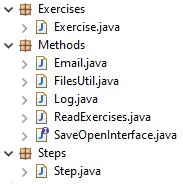 Exercises
Exercise.java
Methods
Email.java
FilesUtil.java
Log.java
ReadExercises.java
SaveOpenInterface.java
Steps
Step.java